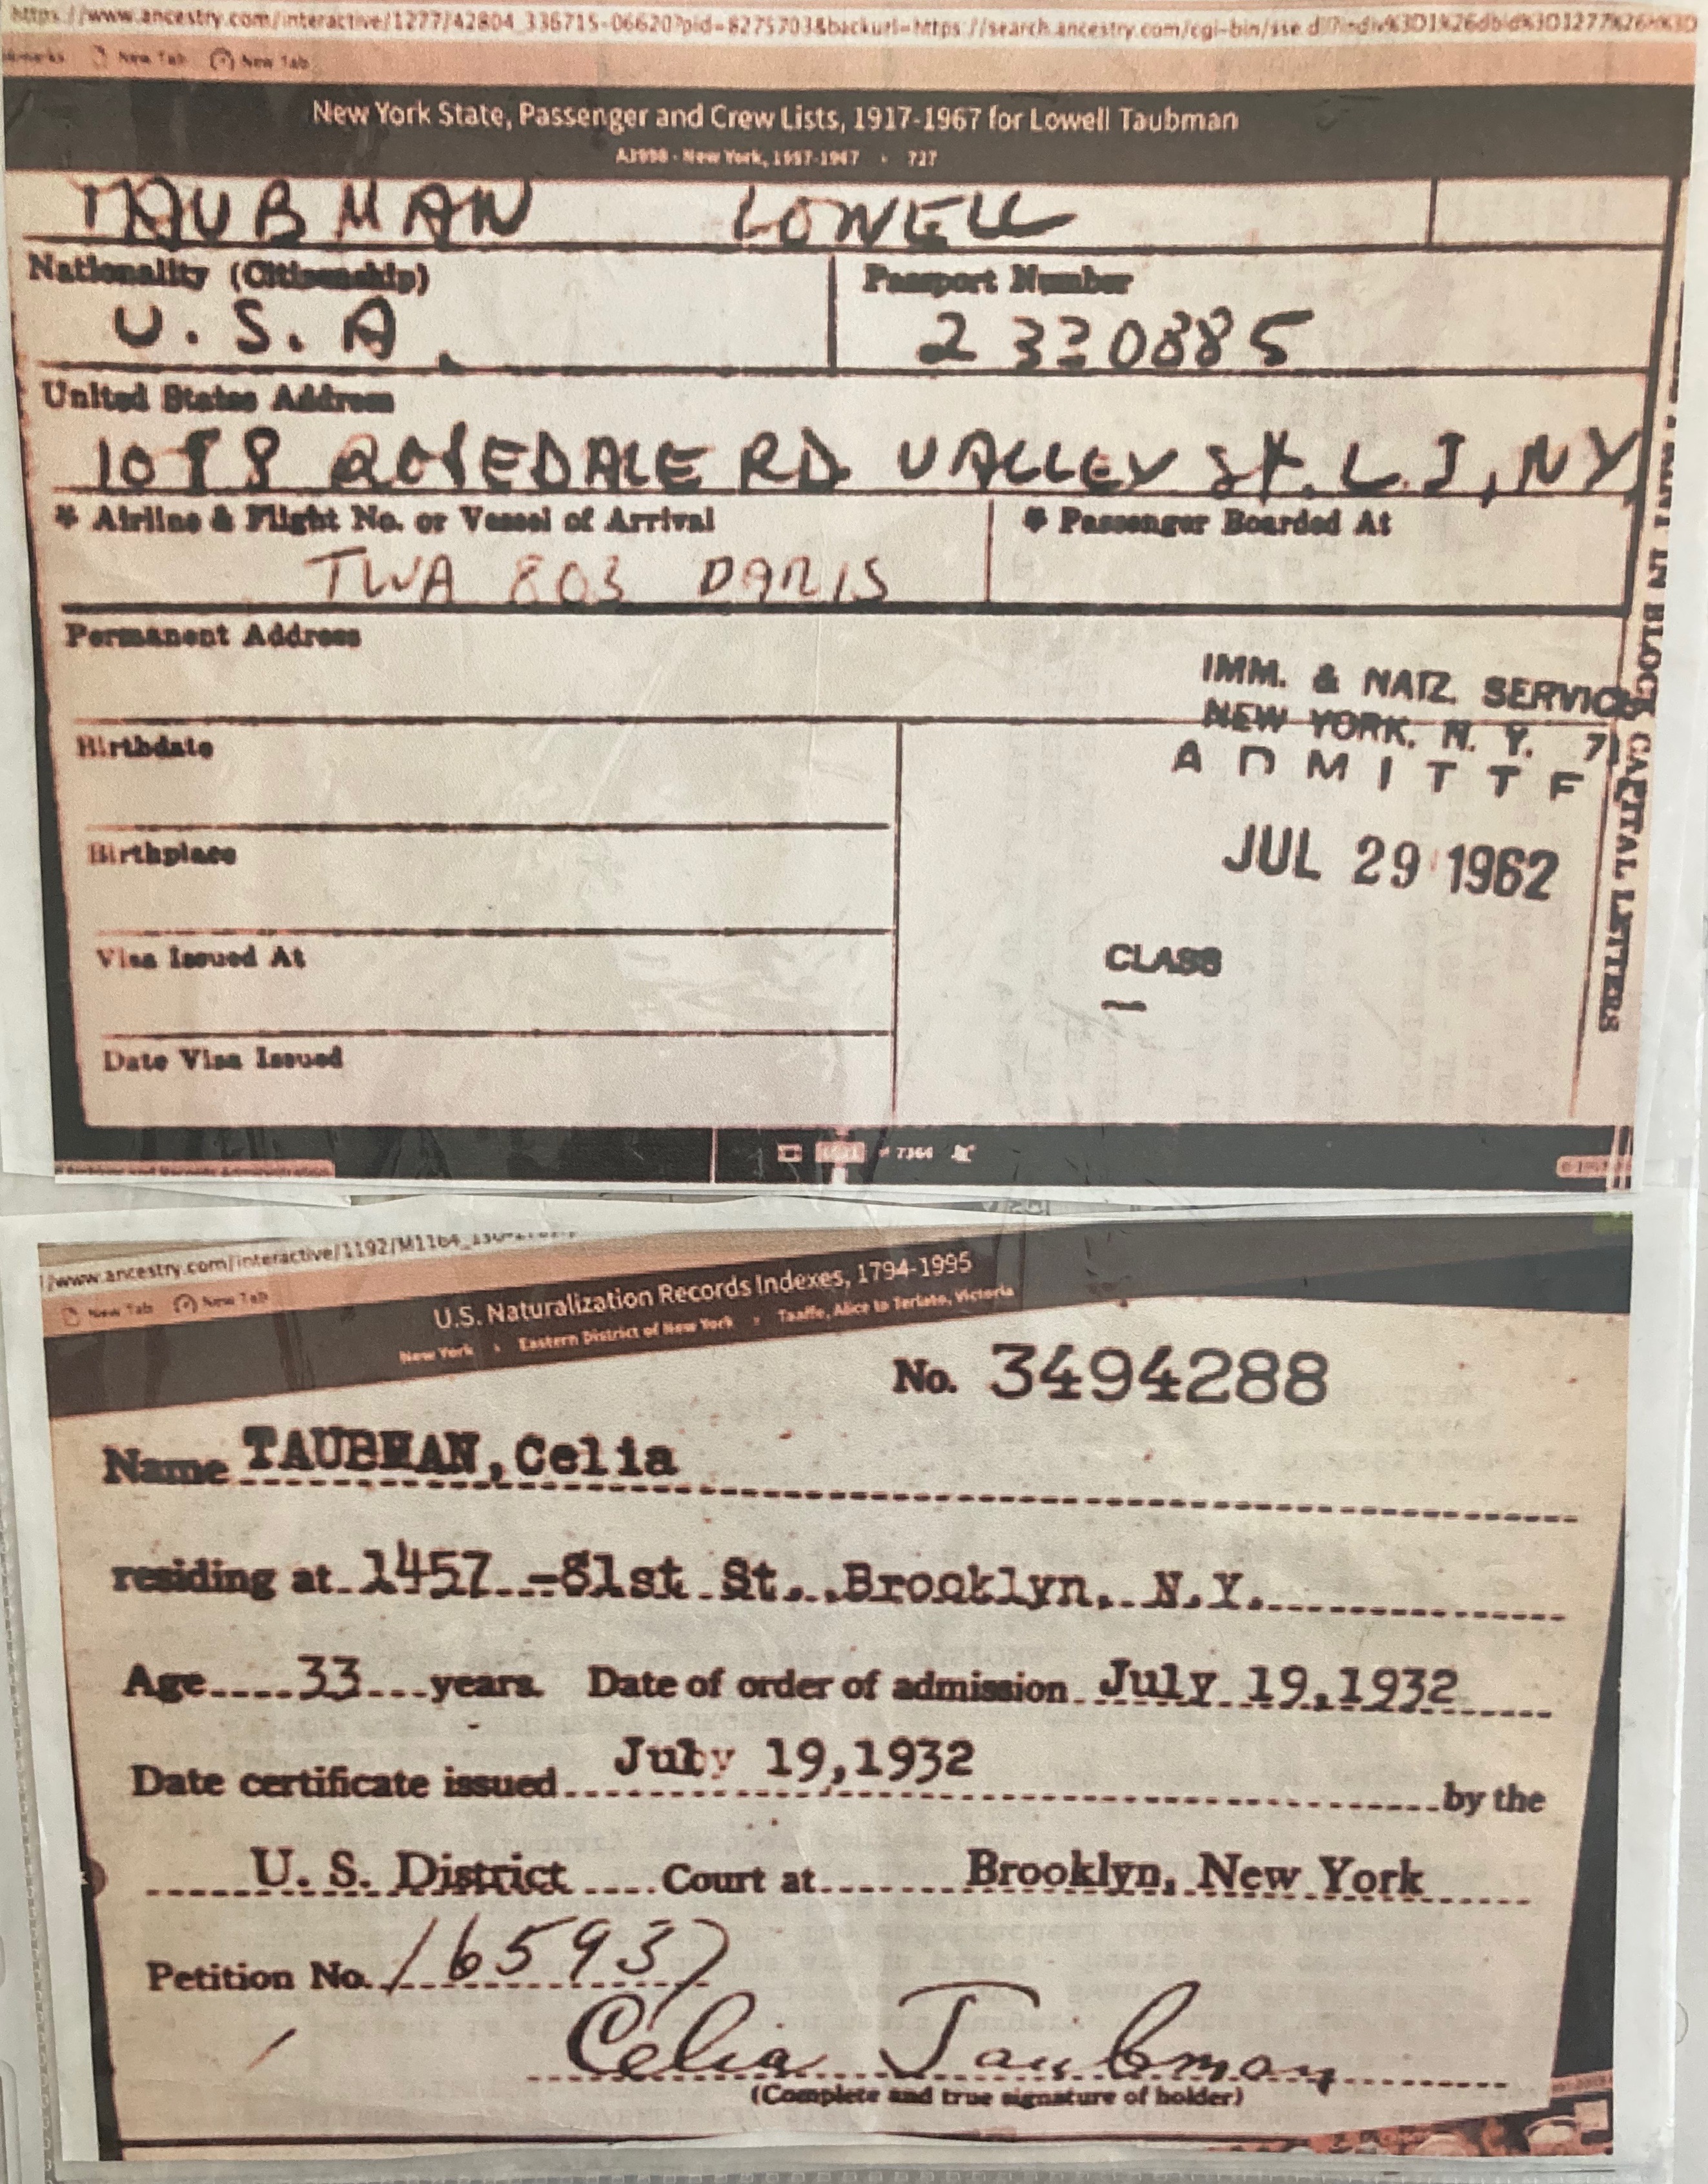 https://www.ancestry.com/interactive/1277/42804_336715-06620?pid=8275703&backurl=https://search.ancestry.com/cgi-bin/sse.dll?indiv%3D1%26dbid%3D1277%26h%3D
New Tab New Tab
New York State, Passenger and Crew Lists, 1917-1967 for Lowell Taubman
A3998 - New York, 1957-1967 › 727
TAUBMAN LOWELL
Nationality (Citizenship) Passport Number
U.S.A. 2330885
United States Address
1098 ROSEDALE RD VALLEY St. L.I, NY
* Airline & Flight No. or Vessel of Arrival * Passenger Boarded At
TWA 803 PARIS
Permanent Address
IMM. & NATZ. SERVICE
NEW YORK, N. Y. 7
Birthdate
ADMITTE
Birthplace
JUL 29 1962
Visa Issued At
CLASS
—
Date Visa Issued
PRINT IN BLOCK CAPITAL LETTERS
of 7366
//www.ancestry.com/interactive/1192/M1164_130
New Tab New Tab
U.S. Naturalization Records Indexes, 1794-1995
New York › Eastern District of New York › Taaffe, Alice to Terlato, Victoria
No. 3494288
Name TAUBMAN, Celia
residing at 1457 -81st St., Brooklyn, N.Y.
Age 33 years. Date of order of admission July 19, 1932
Date certificate issued July 19, 1932 by the
U. S. District Court at Brooklyn, New York
Petition No. 165937
Celia Taubman
(Complete and true signature of holder)